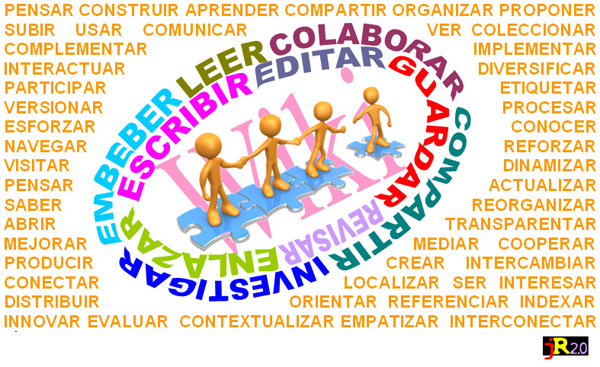 PENSAR CONSTRUIR APRENDER COMPARTIR ORGANIZAR PROPONER
SUBIR USAR COMUNICAR VER COLECCIONAR
COMPLEMENTAR IMPLEMENTAR
INTERACTUAR DIVERSIFICAR
PARTICIPAR ETIQUETAR
VERSIONAR PROCESAR
ESFORZAR CONOCER
NAVEGAR REFORZAR
VISITAR DINAMIZAR
PENSAR ACTUALIZAR
SABER REORGANIZAR
ABRIR TRANSPARENTAR
MEJORAR MEDIAR COOPERAR
PRODUCIR CREAR INTERCAMBIAR
CONECTAR LOCALIZAR SER INTERESAR
DISTRIBUIR ORIENTAR REFERENCIAR INDEXAR
INNOVAR EVALUAR CONTEXTUALIZAR EMPATIZAR INTERCONECTAR
EMBEBER
LEER
COLABORAR
ESCRIBIR
EDITAR
GUARDAR
COMPARTIR
REVISAR
ENLAZAR
INVESTIGAR
Wiki
jR 2.0